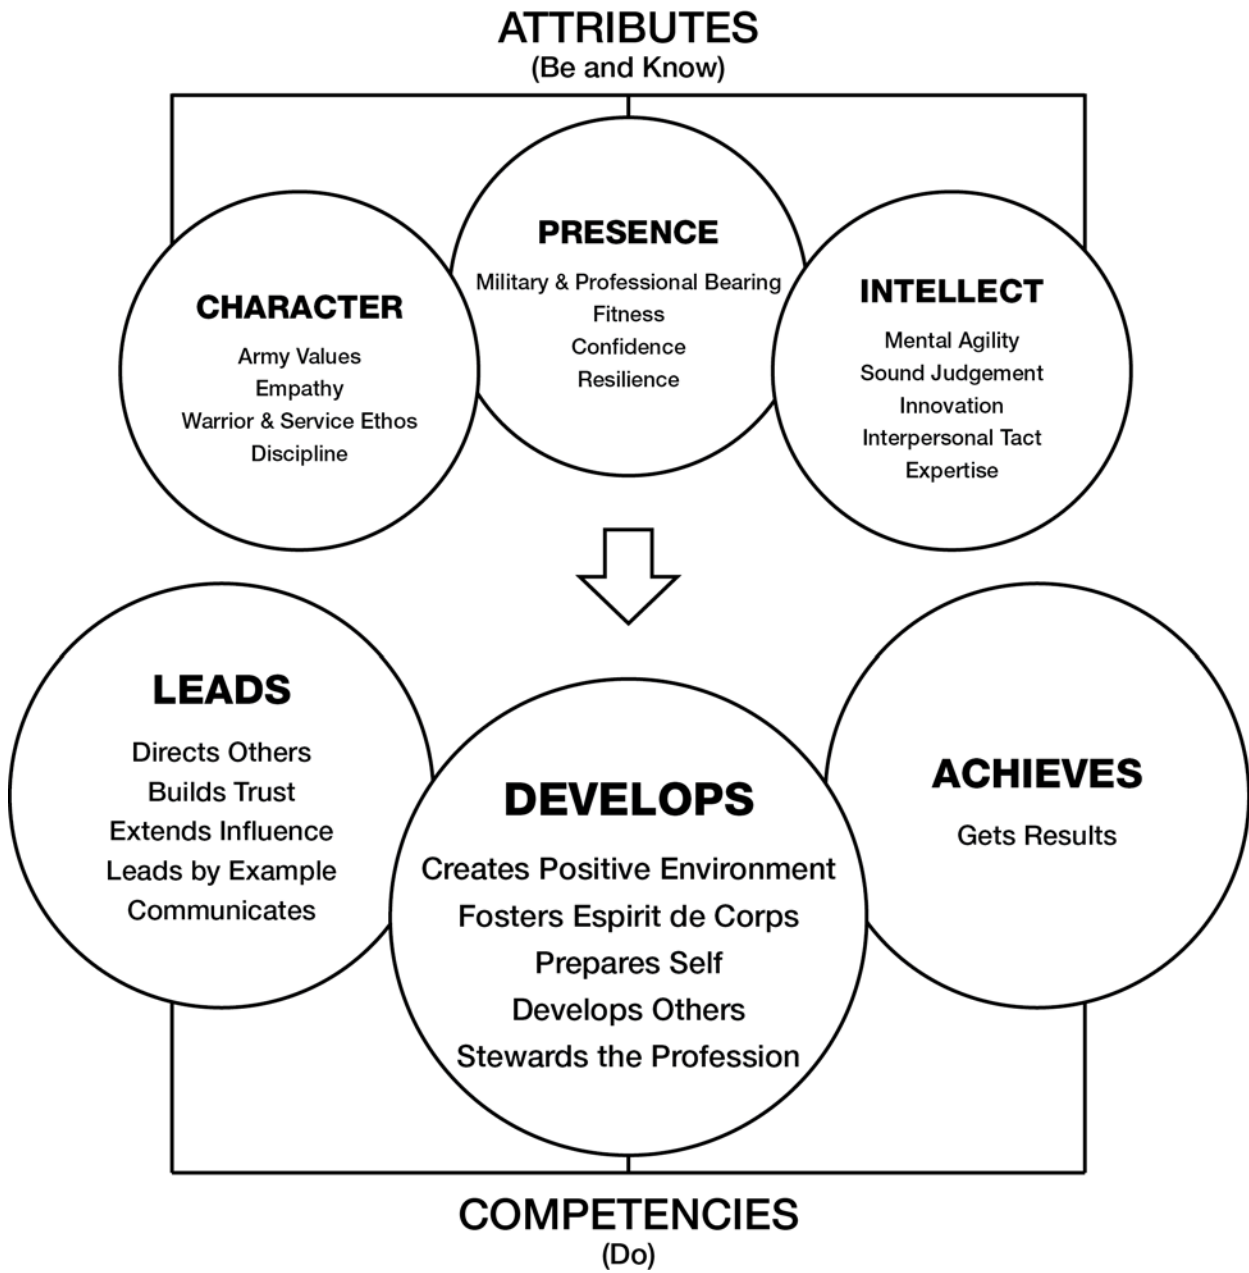 ATTRIBUTES
(Be and Know)
CHARACTER
Army Values
Empathy
Warrior & Service Ethos
Discipline
PRESENCE
Military & Professional Bearing
Fitness
Confidence
Resilience
INTELLECT
Mental Agility
Sound Judgement
Innovation
Interpersonal Tact
Expertise
LEADS
Directs Others
Builds Trust
Extends Influence
Leads by Example
Communicates
DEVELOPS
Creates Positive Environment
Fosters Espirit de Corps
Prepares Self
Develops Others
Stewards the Profession
ACHIEVES
Gets Results
COMPETENCIES
(Do)